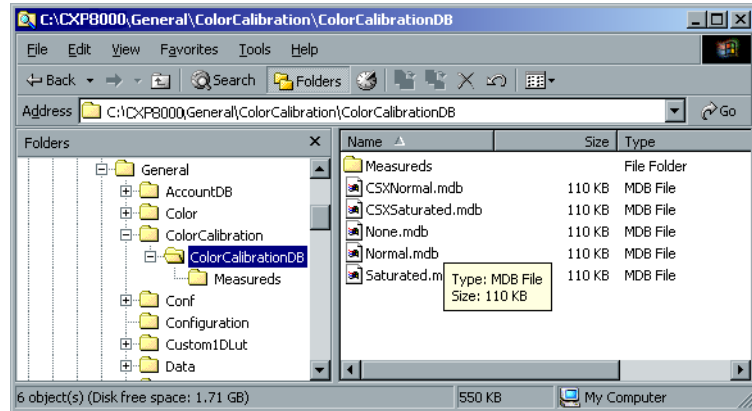 C:\CXP8000\General\ColorCalibration\ColorCalibrationDB
File Edit View Favorites Tools Help
Back Search Folders
Address C:\CXP8000\General\ColorCalibration\ColorCalibrationDB Go
Folders
General
AccountDB
Color
ColorCalibration
ColorCalibrationDB
Measureds
Conf
Configuration
Custom1DLut
Data
Name Size Type
Measureds File Folder
CSXNormal.mdb 110 KB MDB File
CSXSaturated.mdb 110 KB MDB File
None.mdb 110 KB MDB File
Normal.mdb 110 KB MDB File
Saturated.m 110 KB MDB File
Type: MDB File
Size: 110 KB
6 object(s) (Disk free space: 1.71 GB) 550 KB My Computer